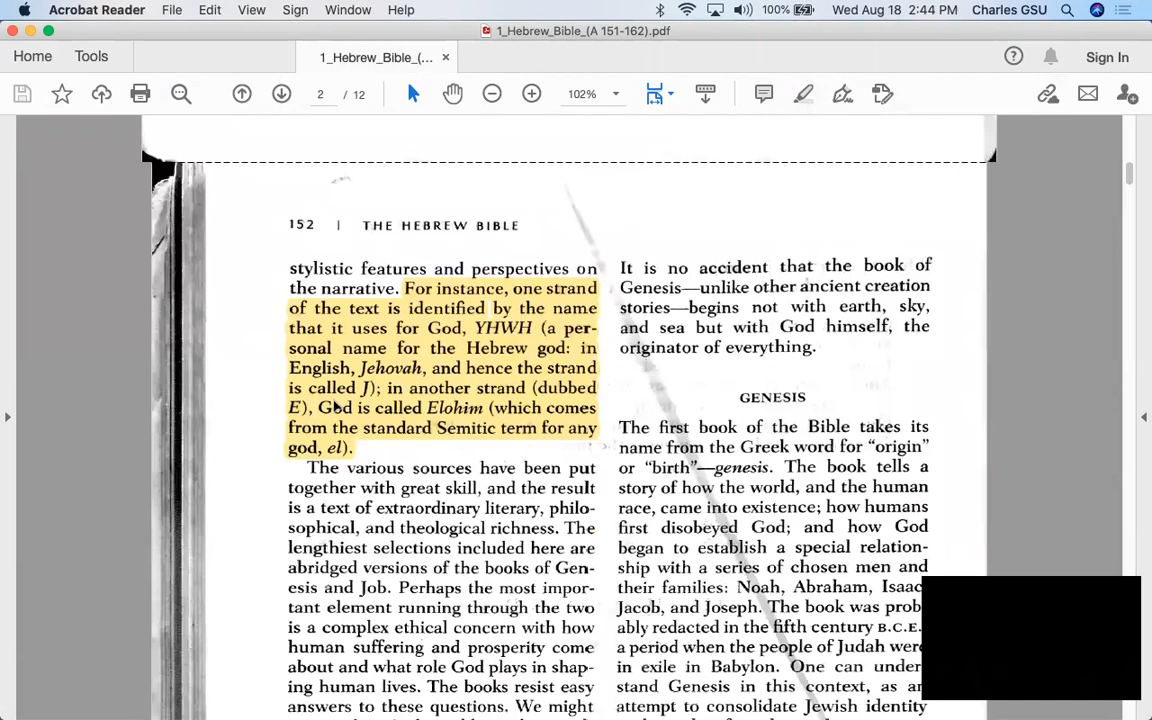 Acrobat Reader File Edit View Sign Window Help 100% Wed Aug 18 2:44 PM Charles GSU
1_Hebrew_Bible_(A 151-162).pdf
Home Tools 1_Hebrew_Bible_(... × Sign In
2 / 12 102%
152 | THE HEBREW BIBLE
stylistic features and perspectives on
the narrative. For instance, one strand
of the text is identified by the name
that it uses for God, YHWH (a per-
sonal name for the Hebrew god: in
English, Jehovah, and hence the strand
is called J); in another strand (dubbed
E), God is called Elohim (which comes
from the standard Semitic term for any
god, el).
The various sources have been put
together with great skill, and the result
is a text of extraordinary literary, philo-
sophical, and theological richness. The
lengthiest selections included here are
abridged versions of the books of Gen-
esis and Job. Perhaps the most impor-
tant element running through the two
is a complex ethical concern with how
human suffering and prosperity come
about and what role God plays in shap-
ing human lives. The books resist easy
answers to these questions. We might
It is no accident that the book of
Genesis—unlike other ancient creation
stories—begins not with earth, sky,
and sea but with God himself, the
originator of everything.
GENESIS
The first book of the Bible takes its
name from the Greek word for “origin”
or “birth”—genesis. The book tells a
story of how the world, and the human
race, came into existence; how humans
first disobeyed God; and how God
began to establish a special relation-
ship with a series of chosen men and
their families: Noah, Abraham, Isaac,
Jacob, and Joseph. The book was prob
ably redacted in the fifth century B.C.E.
a period when the people of Judah were
in exile in Babylon. One can under
stand Genesis in this context, as an
attempt to consolidate Jewish identity